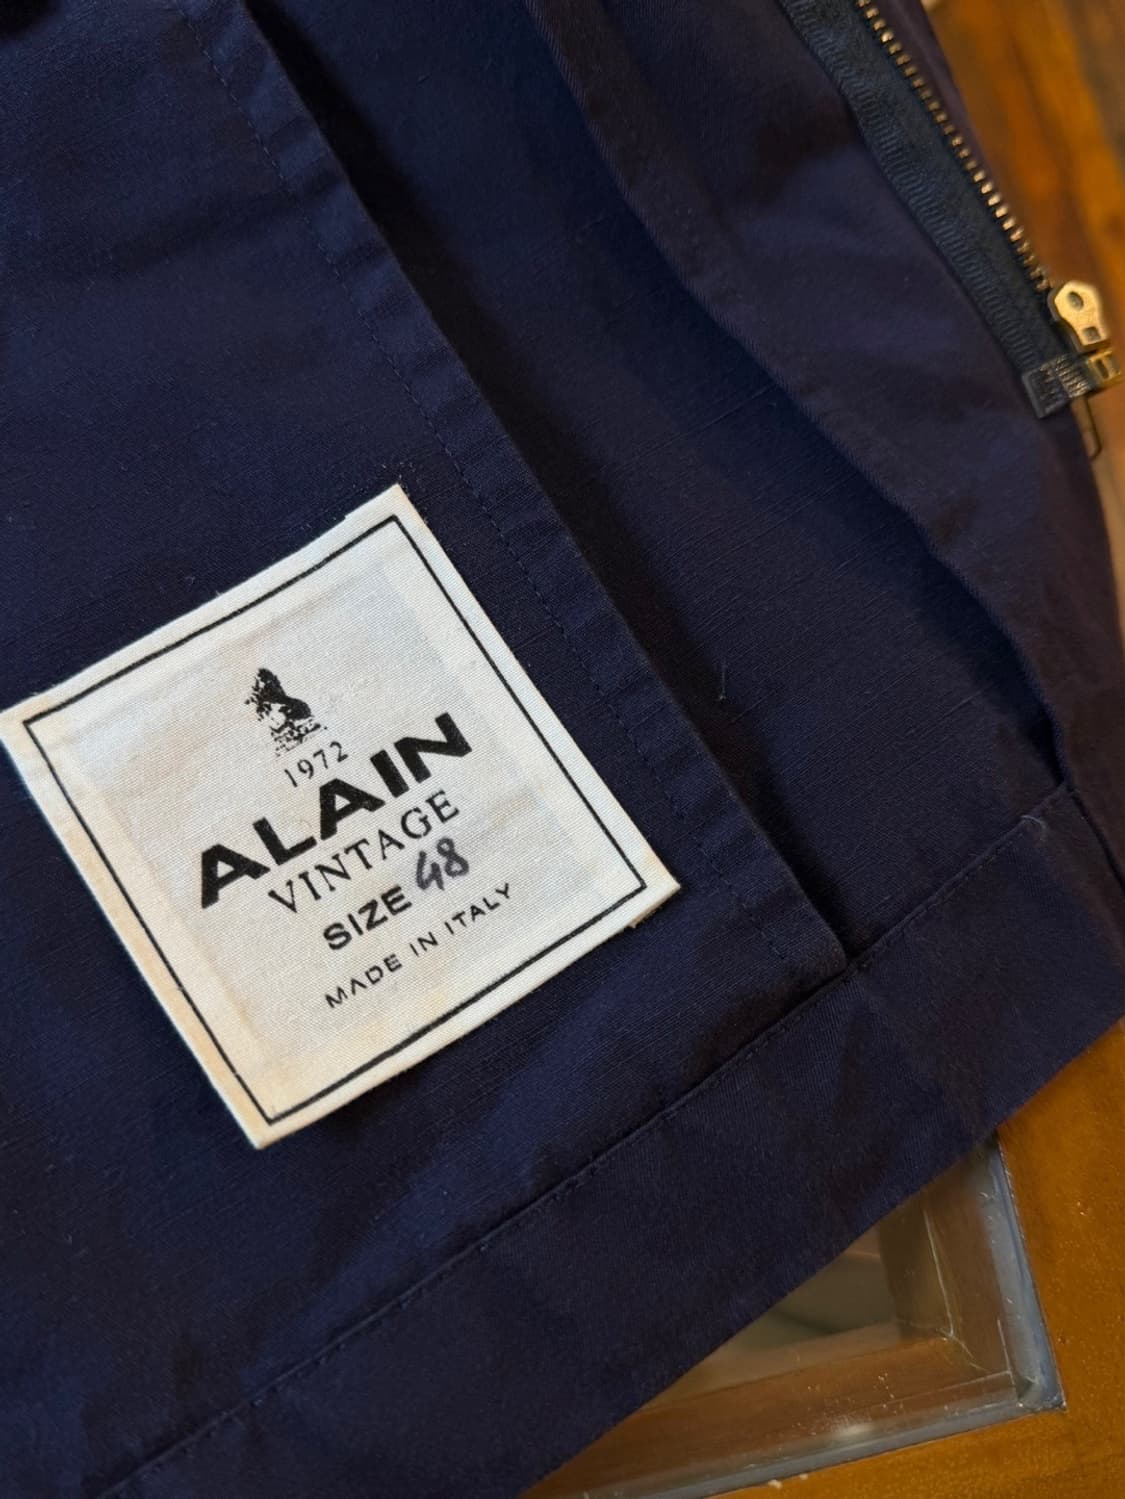 1972
ALAIN
VINTAGE
SIZE 48
MADE IN ITALY